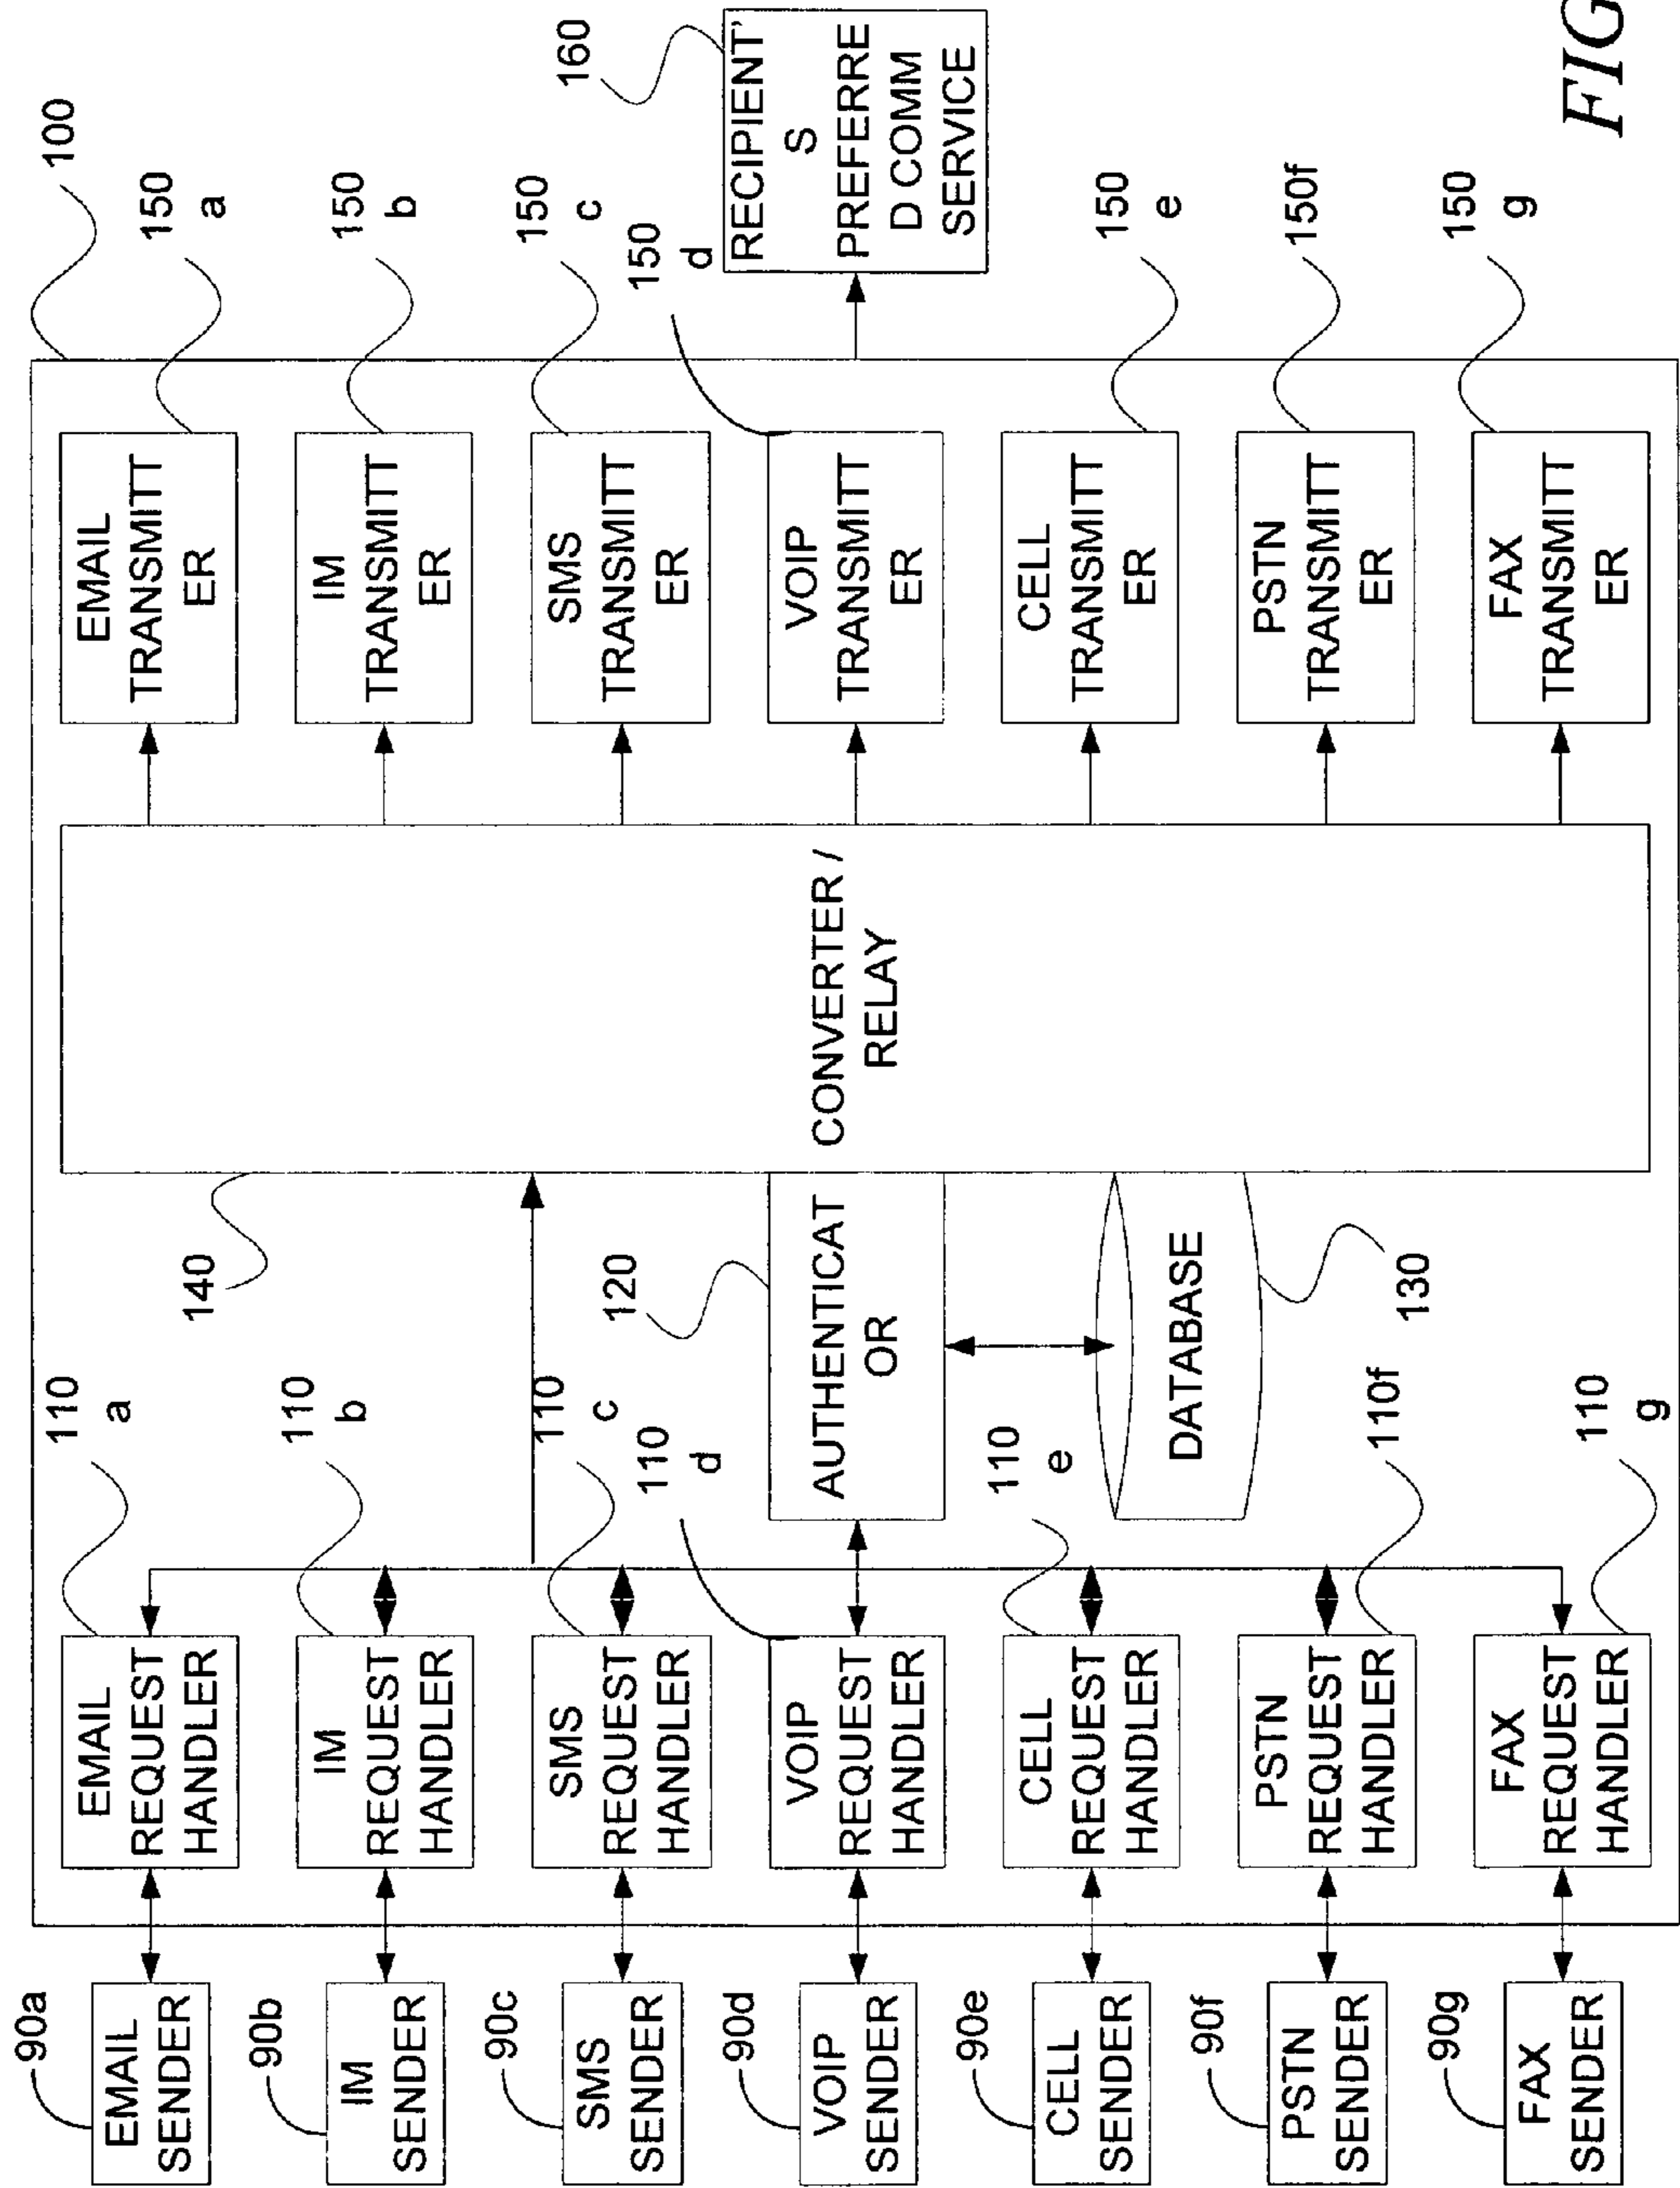 90a
EMAIL
SENDER
90b
IM
SENDER
90c
SMS
SENDER
90d
VOIP
SENDER
90e
CELL
SENDER
90f
PSTN
SENDER
90g
FAX
SENDER
110
a
EMAIL
REQUEST
HANDLER
110
b
IM
REQUEST
HANDLER
110
c
SMS
REQUEST
HANDLER
110
d
VOIP
REQUEST
HANDLER
110
e
CELL
REQUEST
HANDLER
110f
PSTN
REQUEST
HANDLER
110
g
FAX
REQUEST
HANDLER
140
120
AUTHENTICAT
OR
DATABASE
130
CONVERTER /
RELAY
100
150
a
EMAIL
TRANSMITT
ER
150
b
IM
TRANSMITT
ER
150
c
SMS
TRANSMITT
ER
150
d
VOIP
TRANSMITT
ER
150
e
CELL
TRANSMITT
ER
150f
PSTN
TRANSMITT
ER
150
g
FAX
TRANSMITT
ER
160
RECIPIENT'
S
PREFERRE
D COMM
SERVICE
FIG